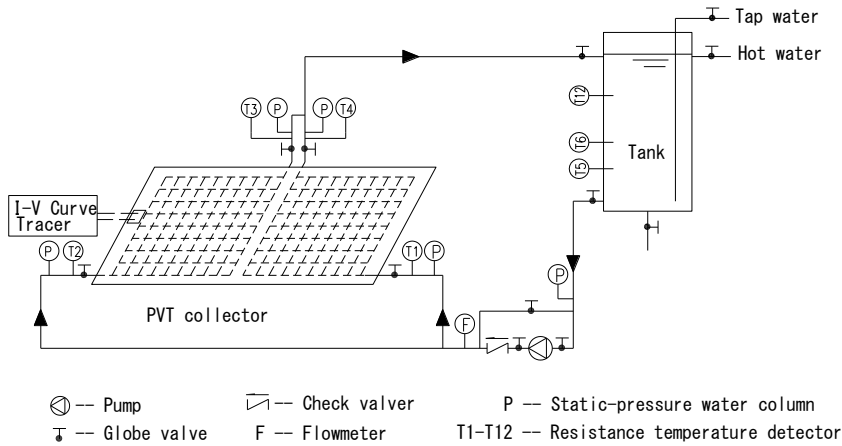 Tap water
Hot water
T3
P
P
T4
T12
T6
Tank
T5
I-V Curve
Tracer
P
T2
T1
P
P
PVT collector
F
-- Pump
-- Check valver
P -- Static-pressure water column
-- Globe valve
F -- Flowmeter
T1-T12 -- Resistance temperature detector